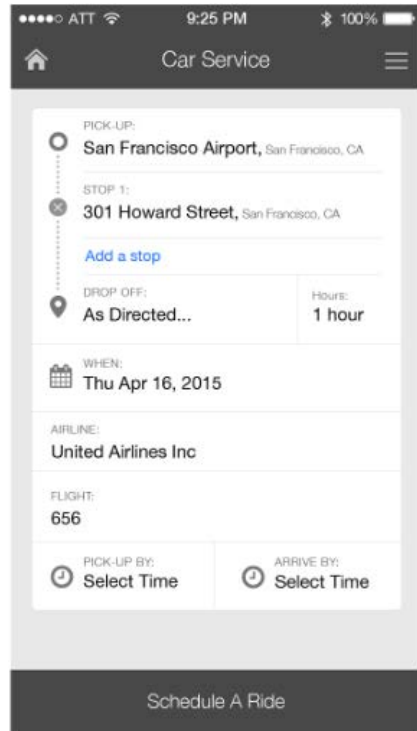 ATT 9:25 PM 100%
Car Service
PICK-UP:
San Francisco Airport, San Francisco, CA
STOP 1:
301 Howard Street, San Francisco, CA
Add a stop
DROP OFF:
As Directed...
Hours:
1 hour
WHEN:
Thu Apr 16, 2015
AIRLINE:
United Airlines Inc
FLIGHT:
656
PICK-UP BY:
Select Time
ARRIVE BY:
Select Time
Schedule A Ride